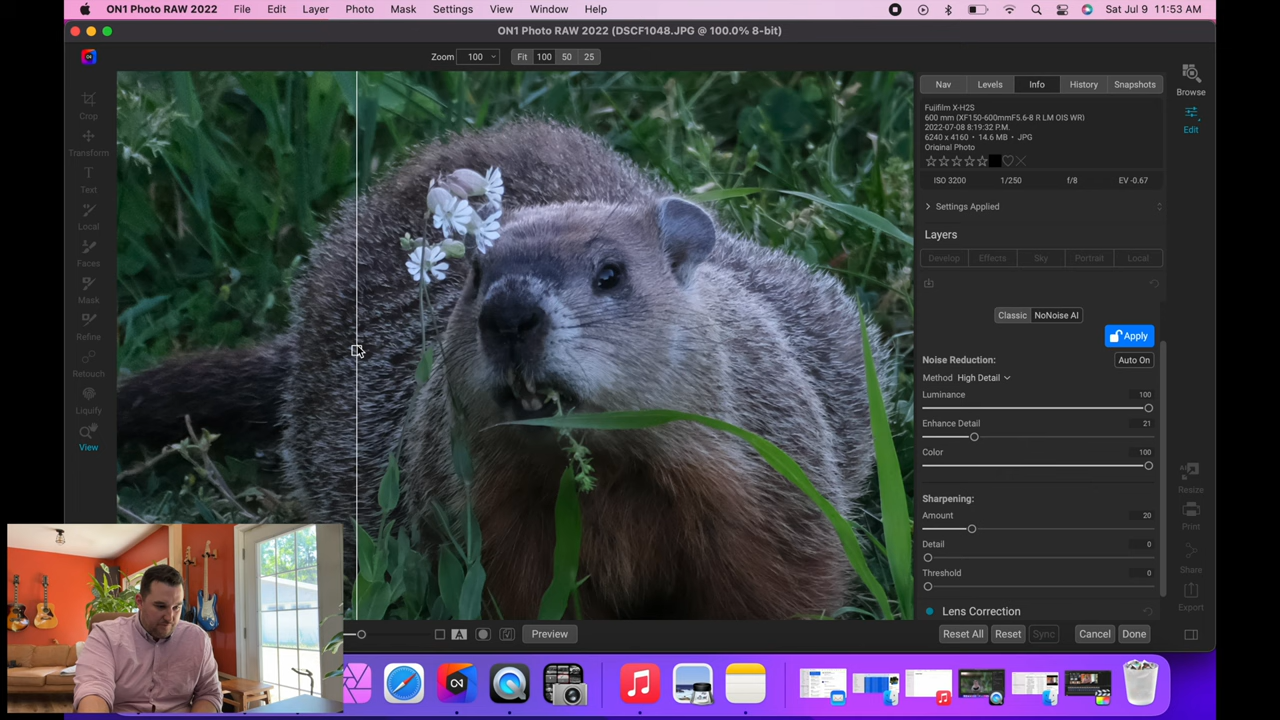 ON1 Photo RAW 2022 File Edit Layer Photo Mask Settings View Window Help Sat Jul 9 11:53 AM
ON1 Photo RAW 2022 (DSCF1048.JPG @ 100.0% 8-bit)
Zoom 100 Fit 100 50 25
Crop
Transform
Text
Local
Faces
Mask
Refine
Retouch
Liquify
View
Nav Levels Info History Snapshots
Fujifilm X-H2S
600 mm (XF150-600mmF5.6-8 R LM OIS WR)
2022-07-08 8:19:32 P.M.
6240 x 4160 • 14.6 MB • JPG
Original Photo
ISO 3200 1/250 f/8 EV -0.67
Settings Applied
Layers
Develop Effects Sky Portrait Local
Classic NoNoise AI
Apply
Noise Reduction: Auto On
Method High Detail
Luminance 100
Enhance Detail 21
Color 100
Sharpening:
Amount 20
Detail 0
Threshold 0
Lens Correction
A Preview Reset All Reset Sync Cancel Done
Browse
Edit
Resize
Print
Share
Export